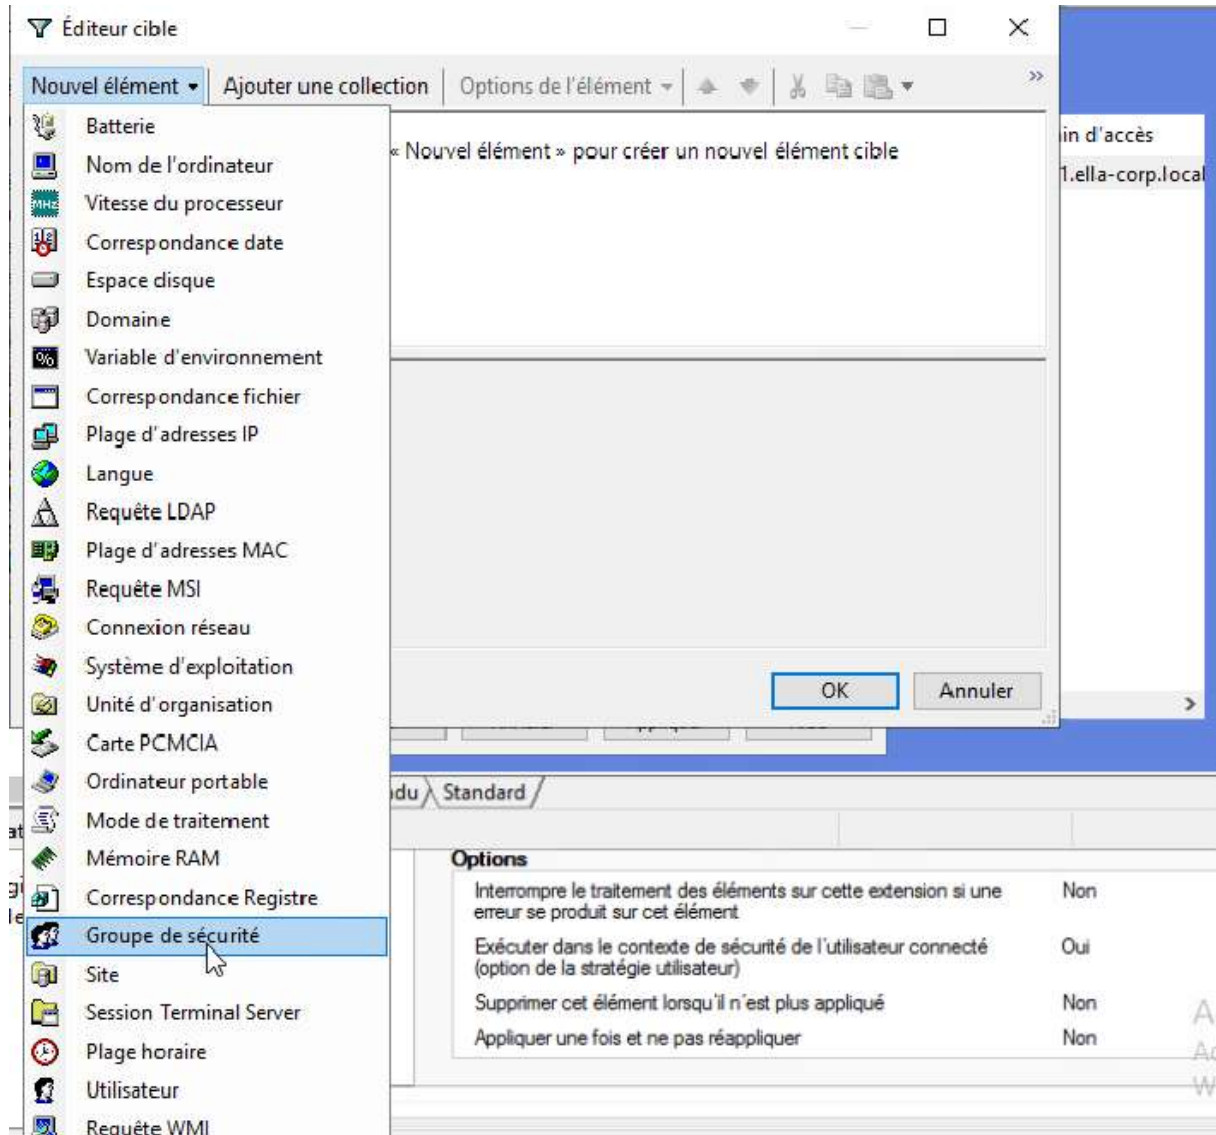 Éditeur cible
Nouvel élément
Ajouter une collection
Options de l'élément
Batterie
Nom de l'ordinateur
Vitesse du processeur
Correspondance date
Espace disque
Domaine
Variable d'environnement
Correspondance fichier
Plage d'adresses IP
Langue
Requête LDAP
Plage d'adresses MAC
Requête MSI
Connexion réseau
Système d'exploitation
Unité d'organisation
Carte PCMCIA
Ordinateur portable
Mode de traitement
Mémoire RAM
Correspondance Registre
Groupe de sécurité
Site
Session Terminal Server
Plage horaire
Utilisateur
Requête WMI
« Nouvel élément » pour créer un nouvel élément cible
OK
Annuler
in d'accès
1.ella-corp.local
du
Standard
Options
Interrompre le traitement des éléments sur cette extension si une
erreur se produit sur cet élément
Non
Exécuter dans le contexte de sécurité de l'utilisateur connecté
(option de la stratégie utilisateur)
Oui
Supprimer cet élément lorsqu'il n'est plus appliqué
Non
Appliquer une fois et ne pas réappliquer
Non